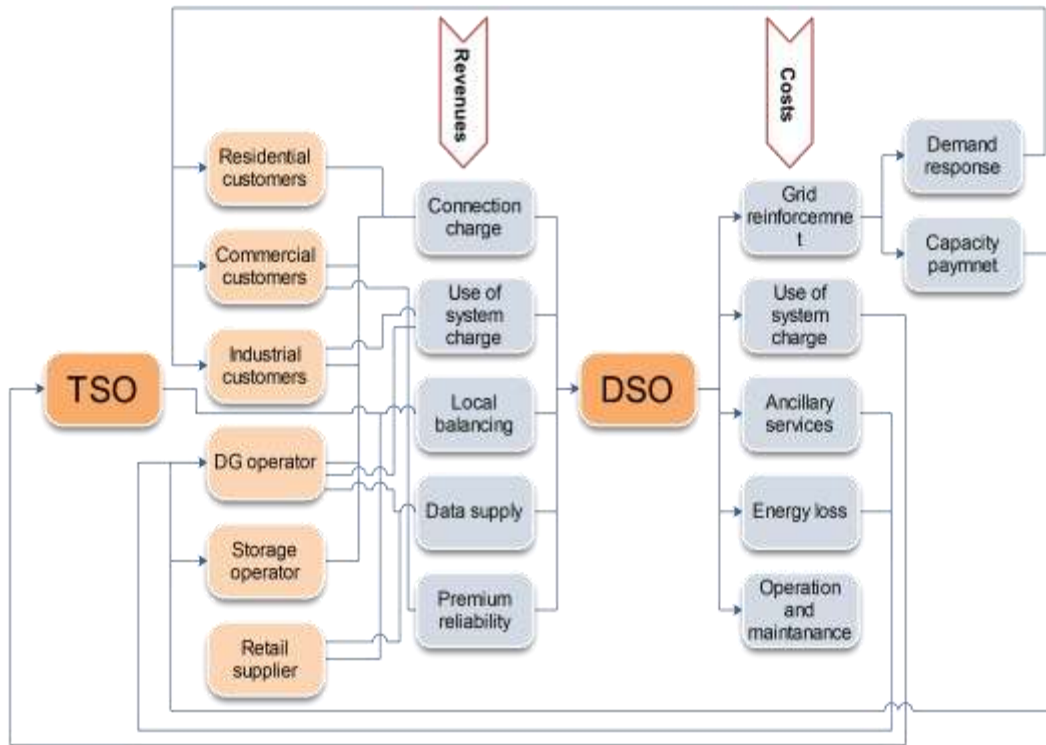 Revenues
Costs
Residential
customers
Commercial
customers
Industrial
customers
TSO
DG operator
Storage
operator
Retail
supplier
Connection
charge
Use of
system
charge
Local
balancing
Data supply
Premium
reliability
DSO
Grid
reinforcemne
t
Use of
system
charge
Ancillary
services
Energy loss
Operation
and
maintanance
Demand
response
Capacity
paymnet